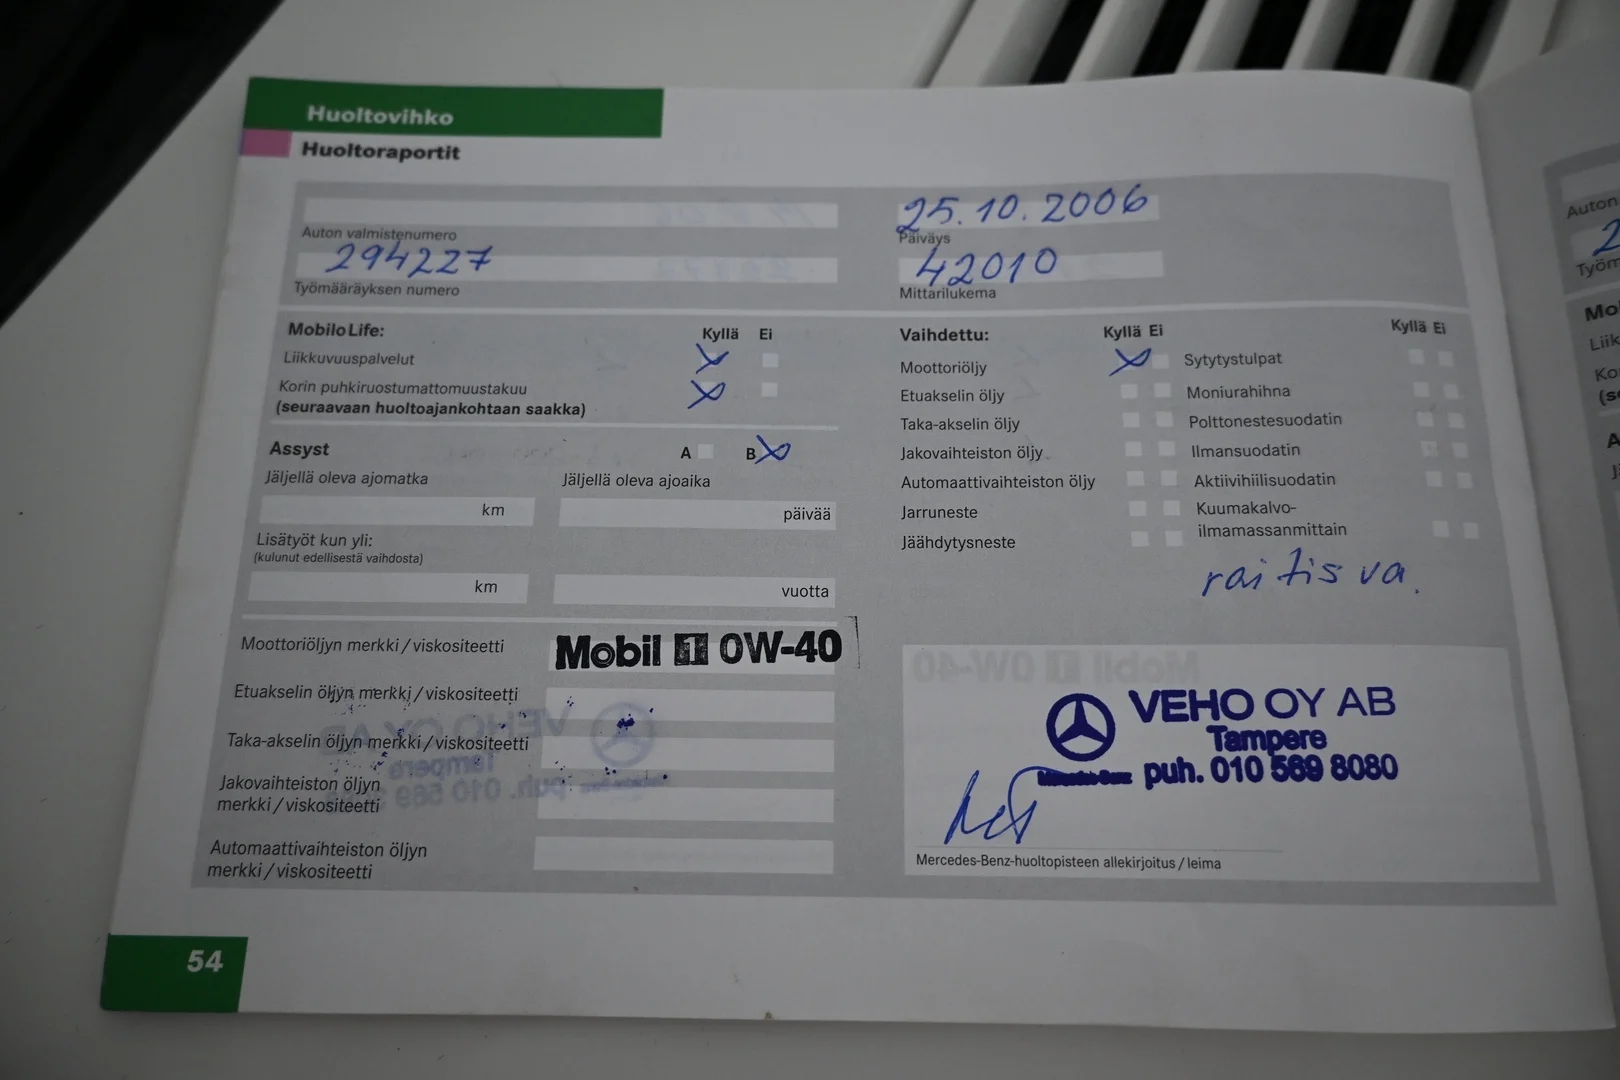 Huoltovihko
Huoltoraportit
25.10.2006
Auton valmistenumero
Päiväys
294227
42010
Työmääräyksen numero
Mittarilukema
Mobilo Life:
Kyllä Ei
Liikkuvuuspalvelut
Korin puhkiruostumattomuustakuu
(seuraavaan huoltoajankohtaan saakka)
Assyst
A
B
Jäljellä oleva ajomatka
Jäljellä oleva ajoaika
km
päivää
Lisätyöt kun yli:
(kulunut edellisestä vaihdosta)
km
vuotta
Moottoriöljyn merkki / viskositeetti
Mobil 1 0W-40
Etuakselin öljyn merkki / viskositeetti
Taka-akselin öljyn merkki / viskositeetti
Jakovaihteiston öljyn
merkki / viskositeetti
Automaattivaihteiston öljyn
merkki / viskositeetti
Vaihdettu:
Kyllä Ei
Kyllä Ei
Moottoriöljy
Sytytystulpat
Etuakselin öljy
Moniurahihna
Taka-akselin öljy
Polttonestesuodatin
Jakovaihteiston öljy
Ilmansuodatin
Automaattivaihteiston öljy
Aktiivihiilisuodatin
Jarruneste
Kuumakalvo-
ilmamassanmittain
Jäähdytysneste
raitis va.
VEHO OY AB
Tampere
Mercedes-Benz puh. 010 569 8080
Mercedes-Benz-huoltopisteen allekirjoitus / leima
54
Auton